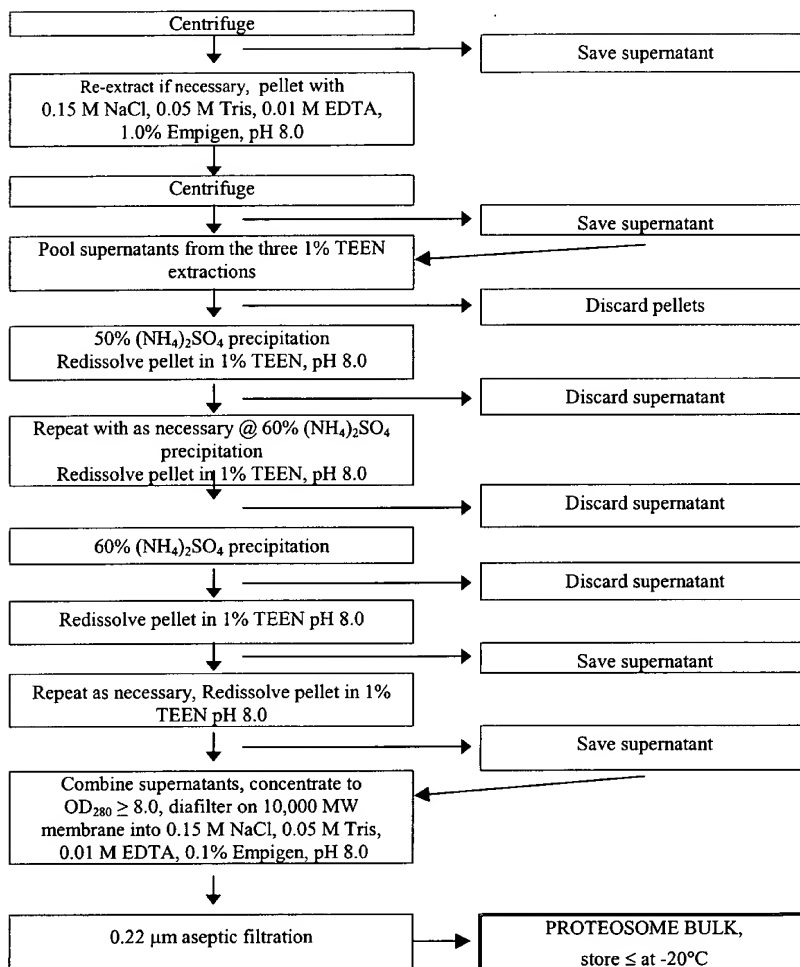 Centrifuge
Save supernatant
Re-extract if necessary, pellet with
0.15 M NaCl, 0.05 M Tris, 0.01 M EDTA,
1.0% Empigen, pH 8.0
Centrifuge
Save supernatant
Pool supernatants from the three 1% TEEN
extractions
Discard pellets
50% (NH₄)₂SO₄ precipitation
Redissolve pellet in 1% TEEN, pH 8.0
Discard supernatant
Repeat with as necessary @ 60% (NH₄)₂SO₄
precipitation
Redissolve pellet in 1% TEEN, pH 8.0
Discard supernatant
60% (NH₄)₂SO₄ precipitation
Discard supernatant
Redissolve pellet in 1% TEEN pH 8.0
Save supernatant
Repeat as necessary, Redissolve pellet in 1%
TEEN pH 8.0
Save supernatant
Combine supernatants, concentrate to
OD₂₈₀ ≥ 8.0, diafilter on 10,000 MW
membrane into 0.15 M NaCl, 0.05 M Tris,
0.01 M EDTA, 0.1% Empigen, pH 8.0
0.22 µm aseptic filtration
PROTEOSOME BULK,
store ≤ at -20°C